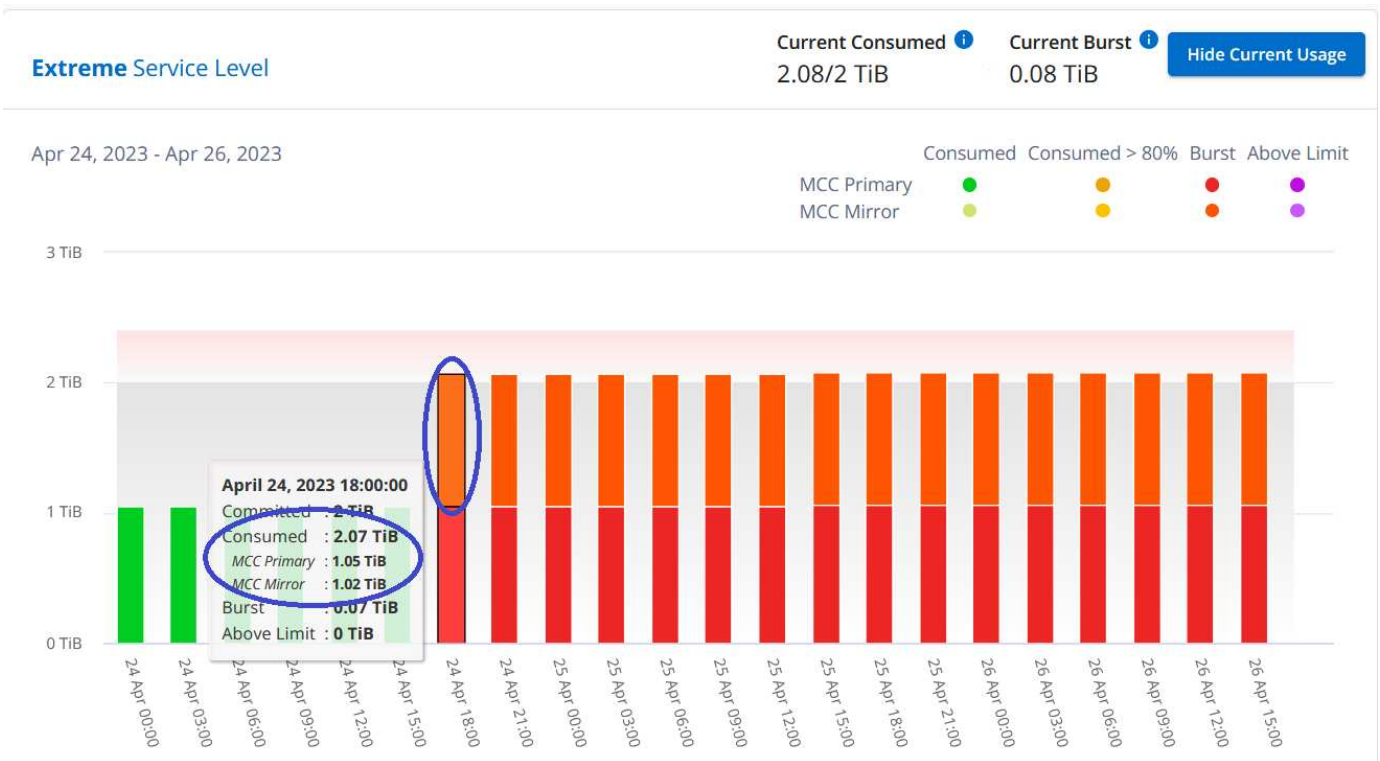 Extreme Service Level
Current Consumed
2.08/2 TiB
Current Burst
0.08 TiB
Hide Current Usage
Apr 24, 2023 - Apr 26, 2023
Consumed Consumed > 80% Burst Above Limit
MCC Primary
MCC Mirror
3 TiB
2 TiB
1 TiB
0 TiB
April 24, 2023 18:00:00
Committed : 2 TiB
Consumed : 2.07 TiB
MCC Primary : 1.05 TiB
MCC Mirror : 1.02 TiB
Burst : 0.07 TiB
Above Limit : 0 TiB
24 Apr 00:00
24 Apr 03:00
24 Apr 06:00
24 Apr 09:00
24 Apr 12:00
24 Apr 15:00
24 Apr 18:00
24 Apr 21:00
25 Apr 00:00
25 Apr 03:00
25 Apr 06:00
25 Apr 09:00
25 Apr 12:00
25 Apr 15:00
25 Apr 18:00
25 Apr 21:00
26 Apr 00:00
26 Apr 03:00
26 Apr 06:00
26 Apr 09:00
26 Apr 12:00
26 Apr 15:00